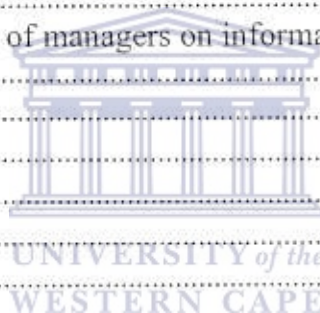 of managers on informa
UNIVERSITY of the
WESTERN CAPE